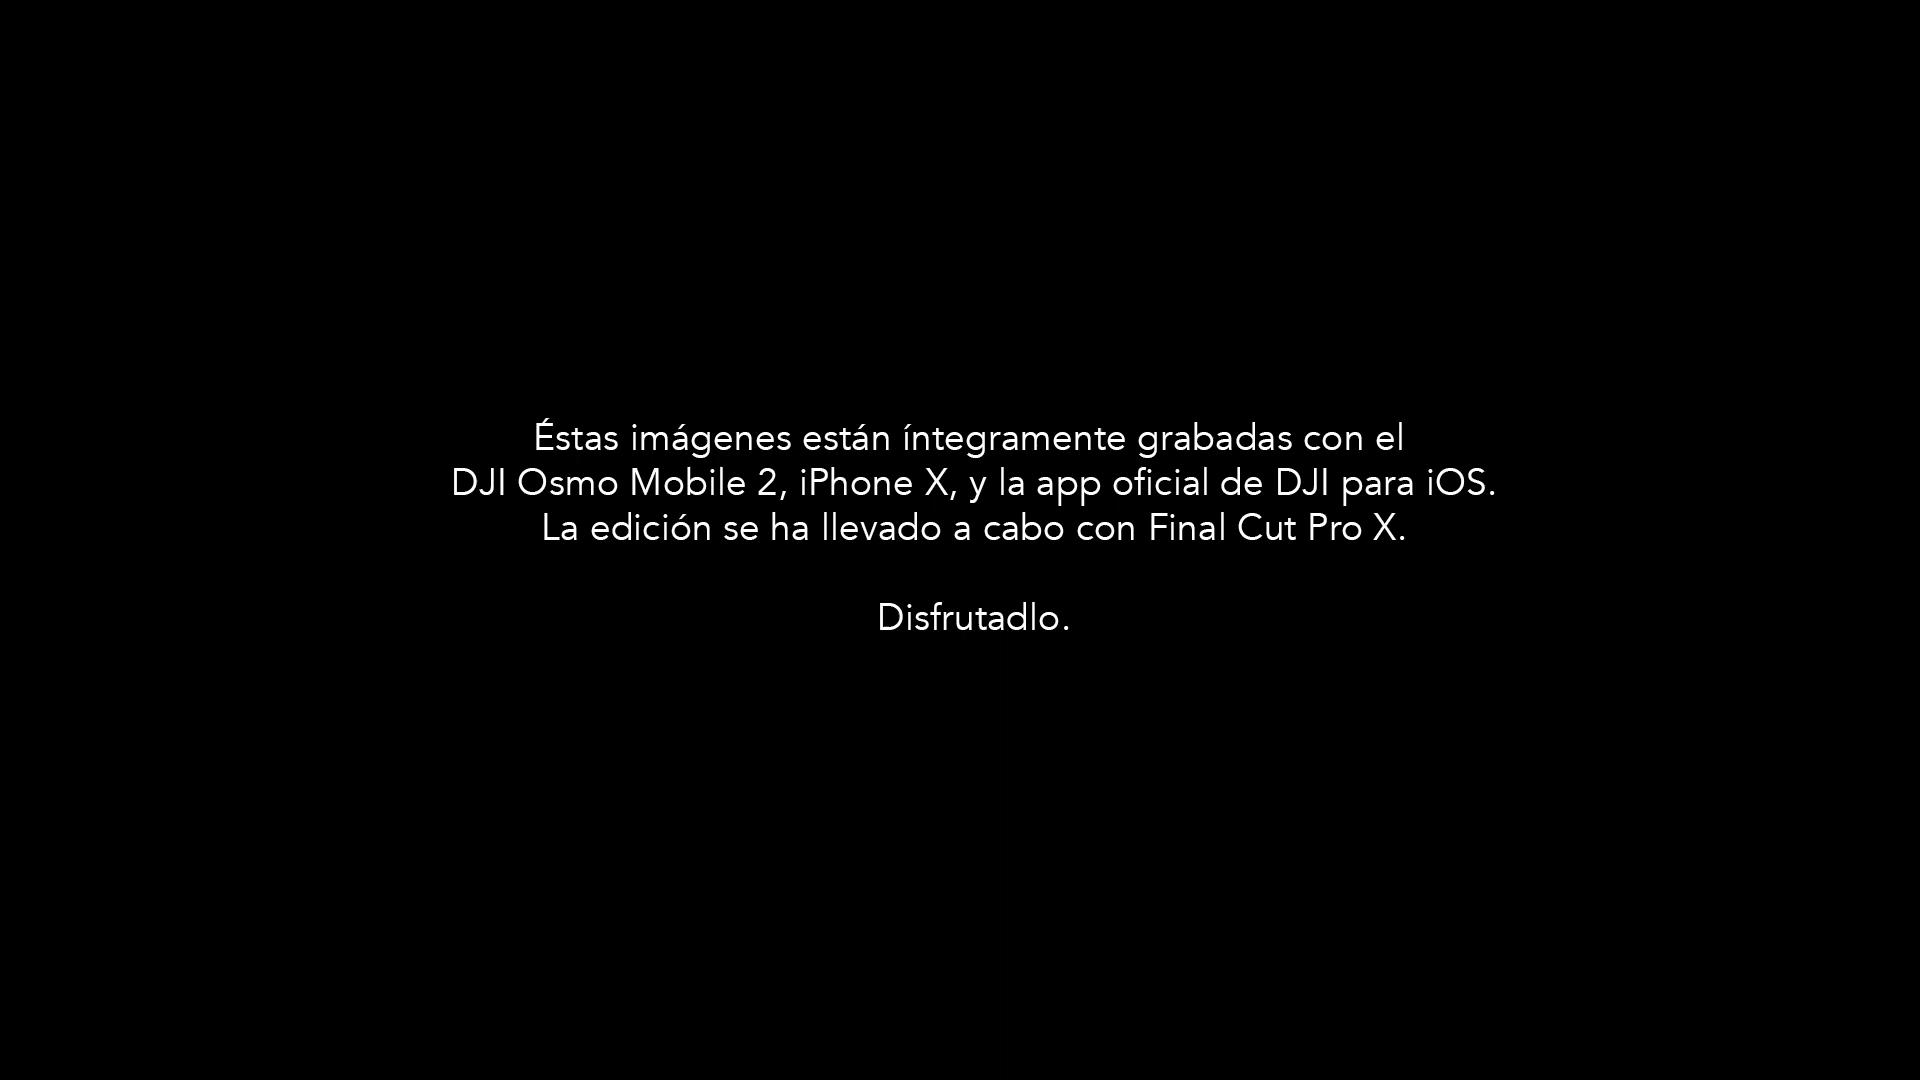 Éstas imágenes están íntegramente grabadas con el
DJI Osmo Mobile 2, iPhone X, y la app oficial de DJI para iOS.
La edición se ha llevado a cabo con Final Cut Pro X.
Disfrutadlo.